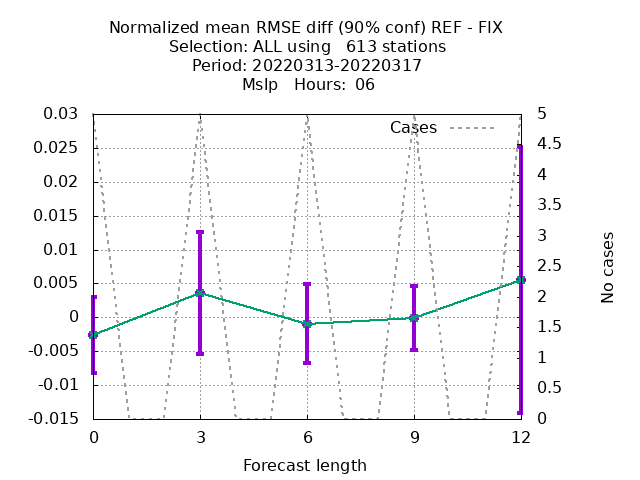 Normalized mean RMSE diff (90% conf) REF - FIX
Selection: ALL using   613 stations
Period: 20220313-20220317
Mslp   Hours: 06
Cases
0.03
0.025
0.02
0.015
0.01
0.005
0
-0.005
-0.01
-0.015
5
4.5
4
3.5
3
2.5
2
1.5
1
0.5
0
No cases
0 3 6 9 12
Forecast length